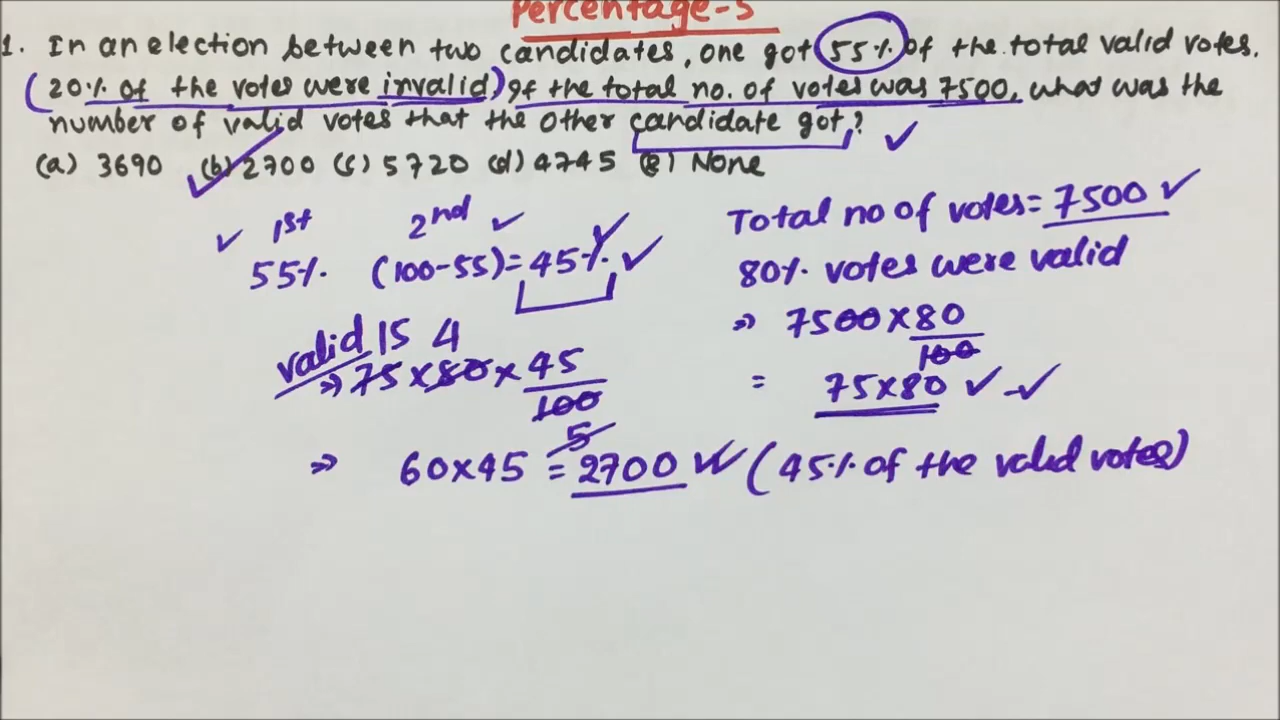 Percentage-5
1. In an election between two candidates, one got 55% of the total valid votes.
(20% of the votes were invalid) If the total no. of votes was 7500, what was the
number of valid votes that the other candidate got?
(a) 3690 (b) 2700 (c) 5720 (d) 4745 (e) None
1st 2nd
55% (100-55)=45%
valid 15 4
⇒ 75×80×45
100
5
⇒ 60×45 = 2700 (45% of the valid votes)
Total no of votes= 7500
80% votes were valid
⇒ 7500×80
100
= 75×80